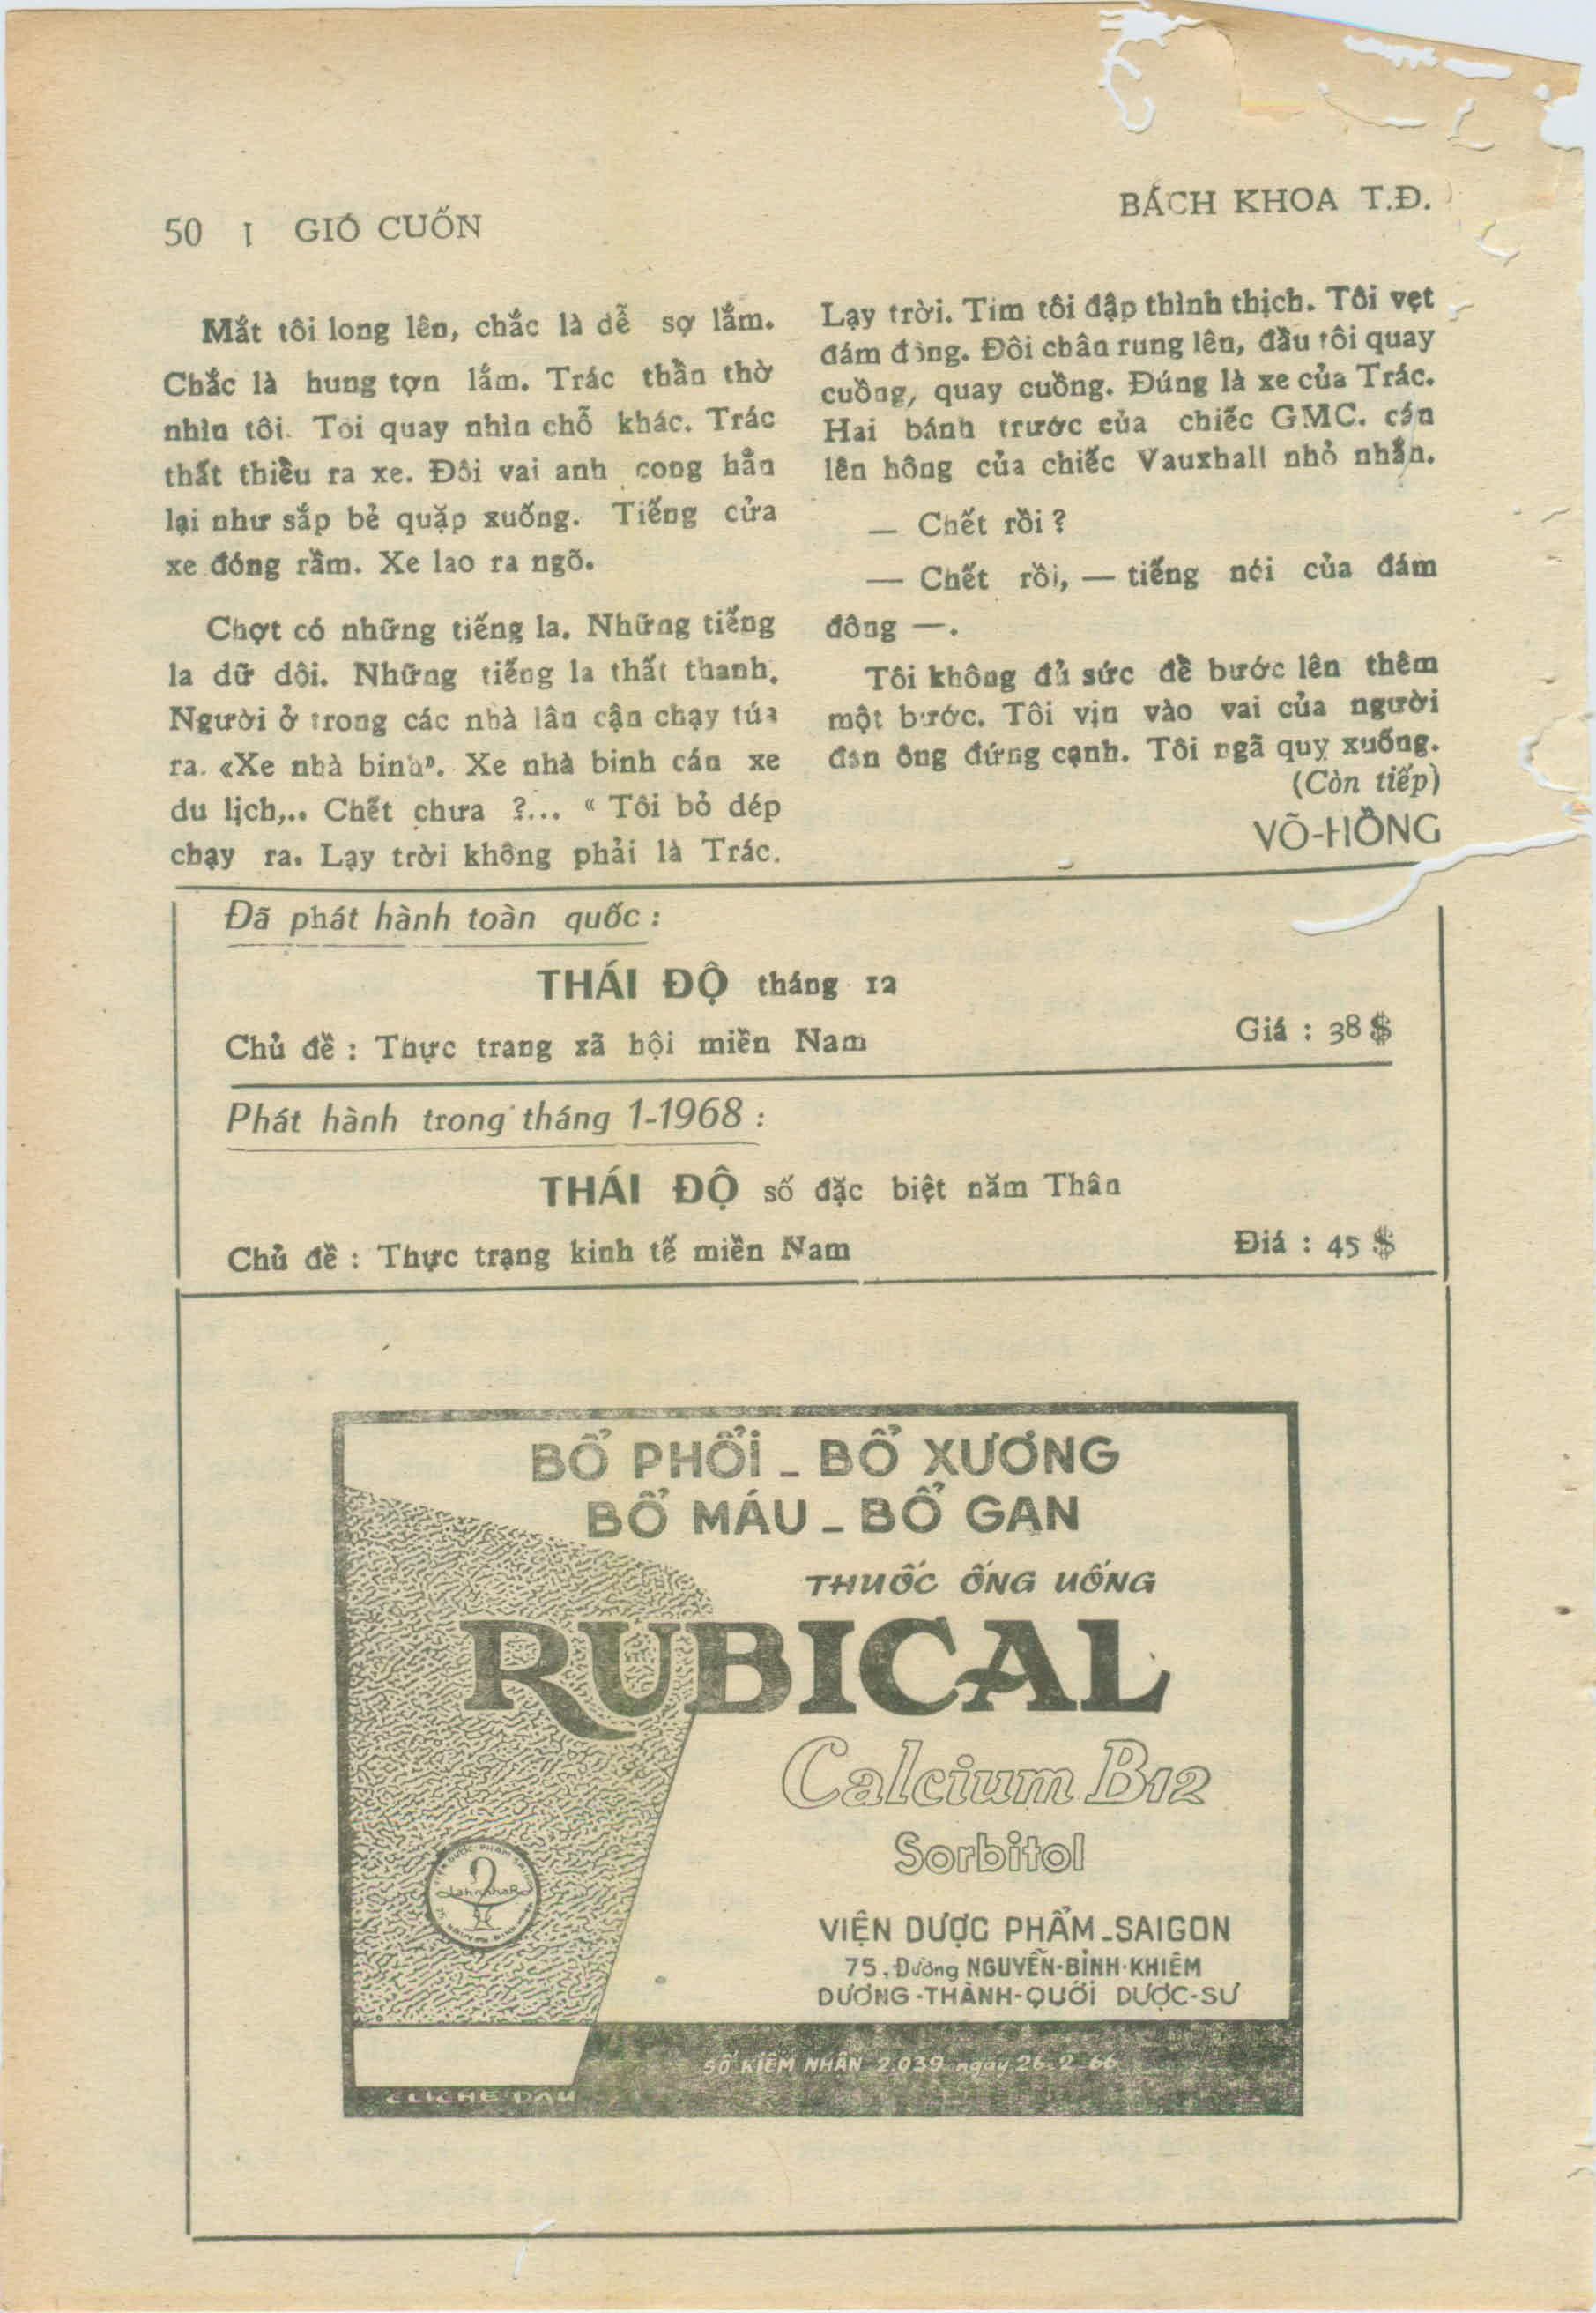 50 | GIÓ CUỐN
BÁCH KHOA T.Đ.
Mắt tôi long lên, chắc là dễ sợ lắm.
Chắc là hung tợn lắm. Trác thần thờ
nhìn tôi. Tôi quay nhìn chỗ khác. Trác
thất thiểu ra xe. Đôi vai anh cong hẳn
lại như sắp bẻ quặp xuống. Tiếng cửa
xe đóng rầm. Xe lao ra ngõ.
Chợt có những tiếng la. Những tiếng
la dữ dội. Những tiếng la thất thanh.
Người ở trong các nhà lân cận chạy túa
ra. «Xe nhà binh». Xe nhà binh cán xe
du lịch,.. Chết chưa ?... « Tôi bỏ dép
chạy ra. Lạy trời không phải là Trác.
Lạy trời. Tim tôi đập thình thịch. Tôi vẹt
đám đông. Đôi chân rung lên, đầu tôi quay
cuồng, quay cuồng. Đúng là xe của Trác.
Hai bánh trước của chiếc GMC. cán
lên hông của chiếc Vauxhall nhỏ nhắn.
— Chết rồi ?
— Chết rồi, — tiếng nói của đám
đông —.
Tôi không đủ sức để bước lên thêm
một bước. Tôi vịn vào vai của người
đàn ông đứng cạnh. Tôi ngã quỵ xuống.
(Còn tiếp)
VÕ-HỒNG
Đã phát hành toàn quốc :
THÁI ĐỘ tháng 12
Chủ đề : Thực trang xã hội miền Nam
Giá : 38 $
Phát hành trong tháng 1-1968 :
THÁI ĐỘ số đặc biệt năm Thân
Chủ đề : Thực trạng kinh tế miền Nam
Điá : 45 $
BỔ PHỔI _ BỔ XƯƠNG
BỔ MÁU _ BỔ GAN
THUỐC ỐNG UỐNG
RUBICAL
Calcium B12
Sorbitol
VIỆN DƯỢC PHẨM _ SAIGON
75, Đường NGUYỄN-BỈNH-KHIÊM
DƯƠNG-THÀNH-QUỚI DƯỢC-SƯ
SỐ KIỂM NHẬN 2.039 ngày 26_2_66
CLICHÉ DAU